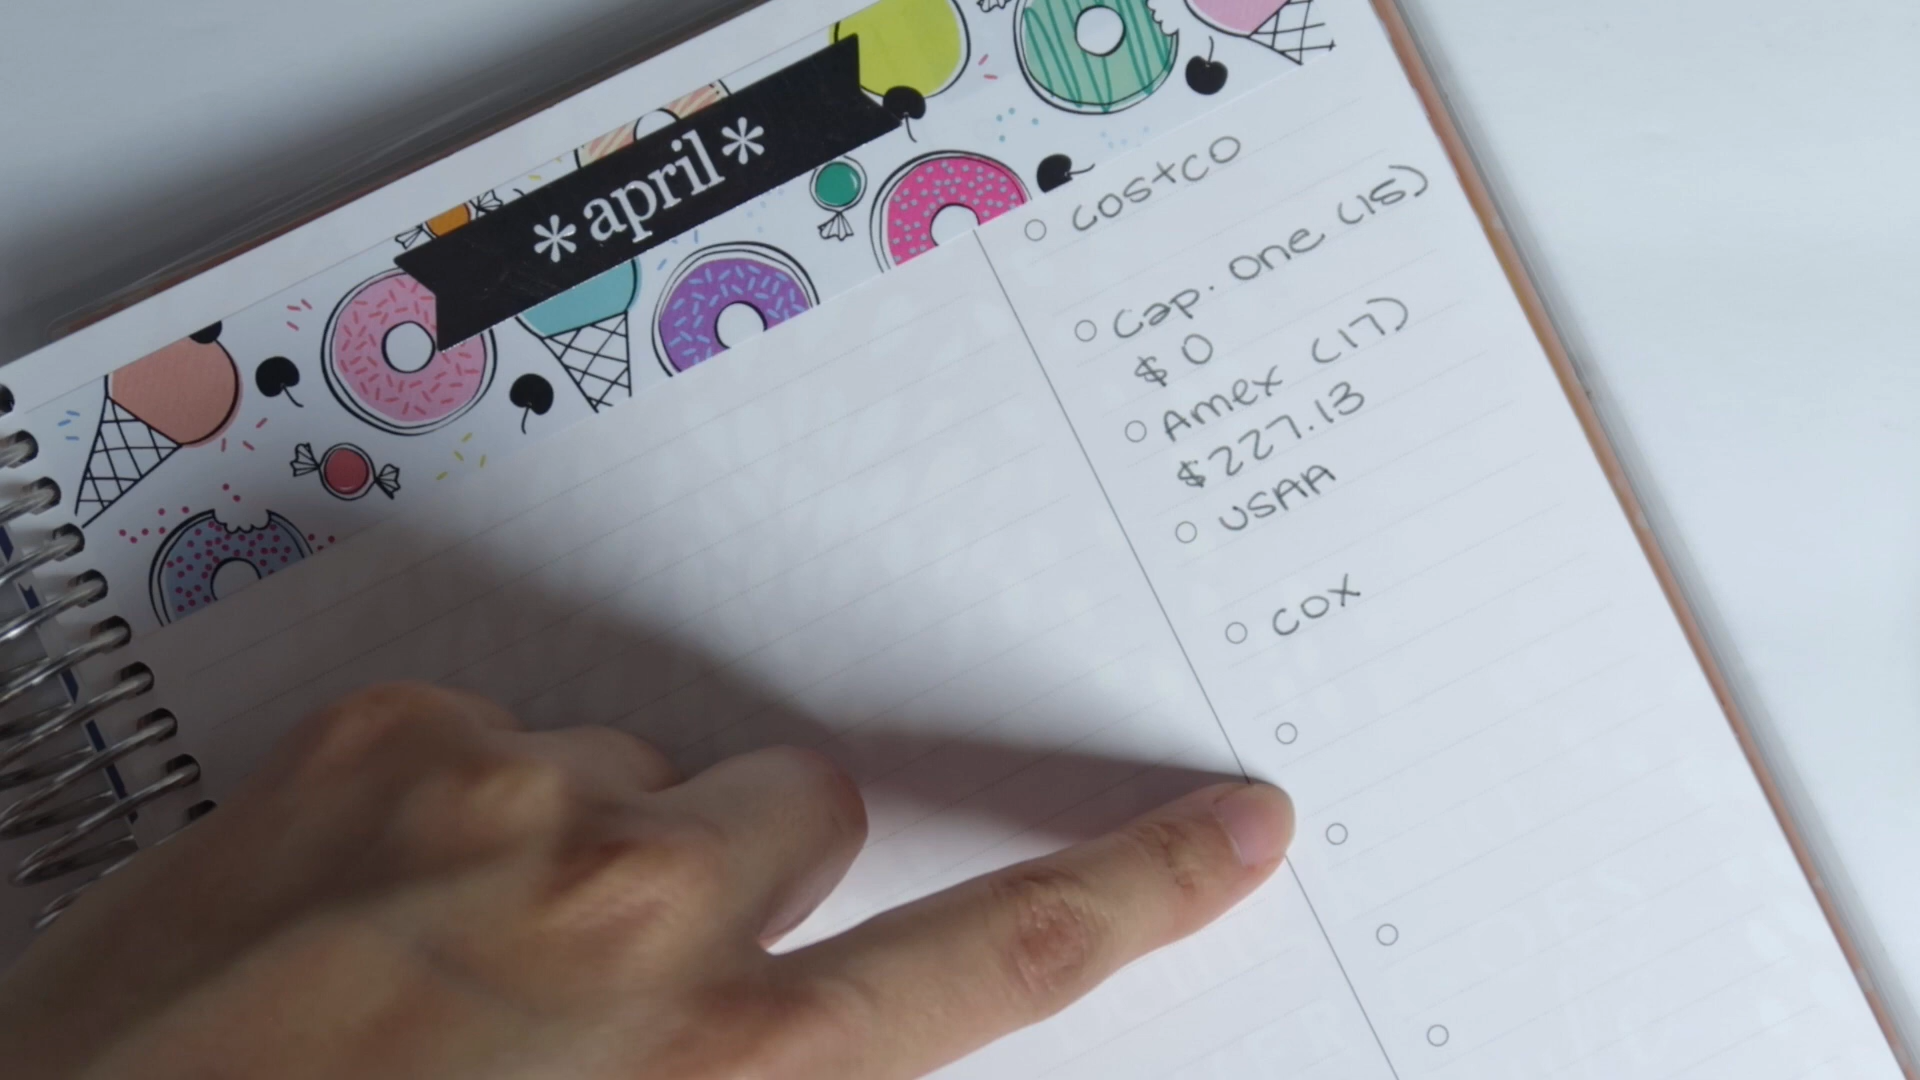 *april*
costco
Cap. One (15)
$0
Amex (17)
$227.13
USAA
COX